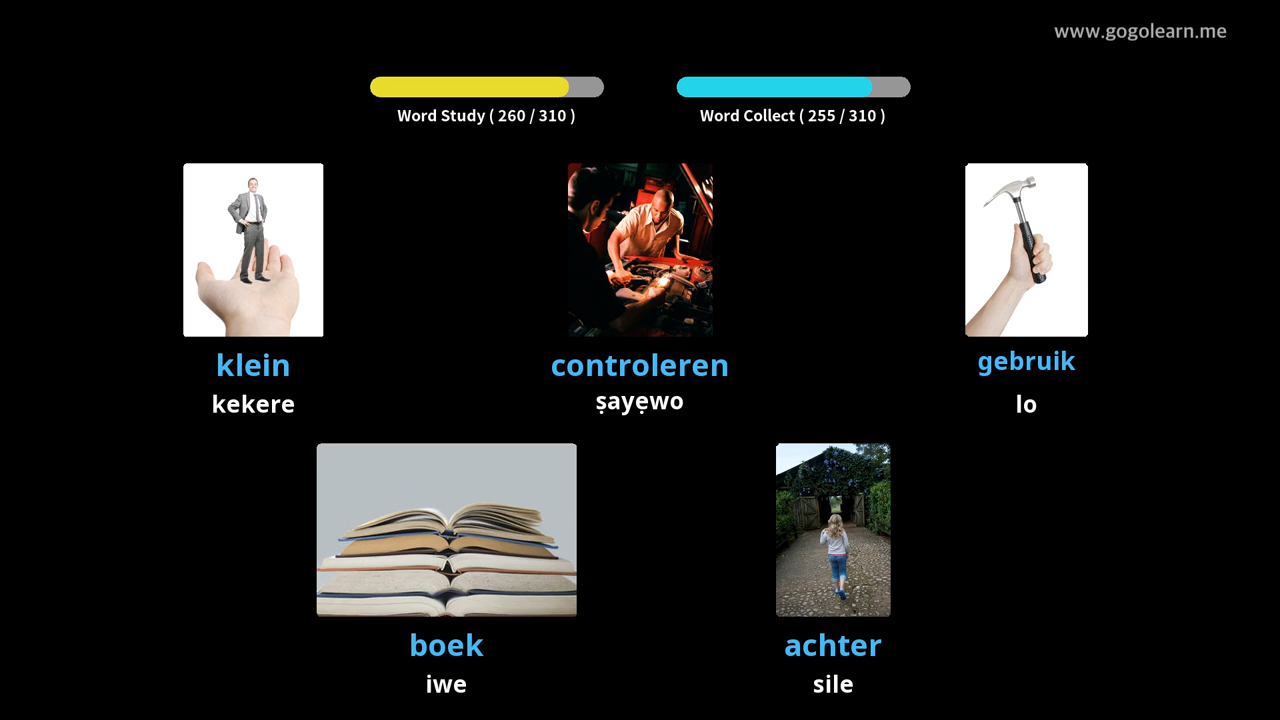 www.gogolearn.me
Word Study ( 260 / 310 )
Word Collect ( 255 / 310 )
klein
controleren
gebruik
kekere
ṣayẹwo
lo
boek
achter
iwe
sile